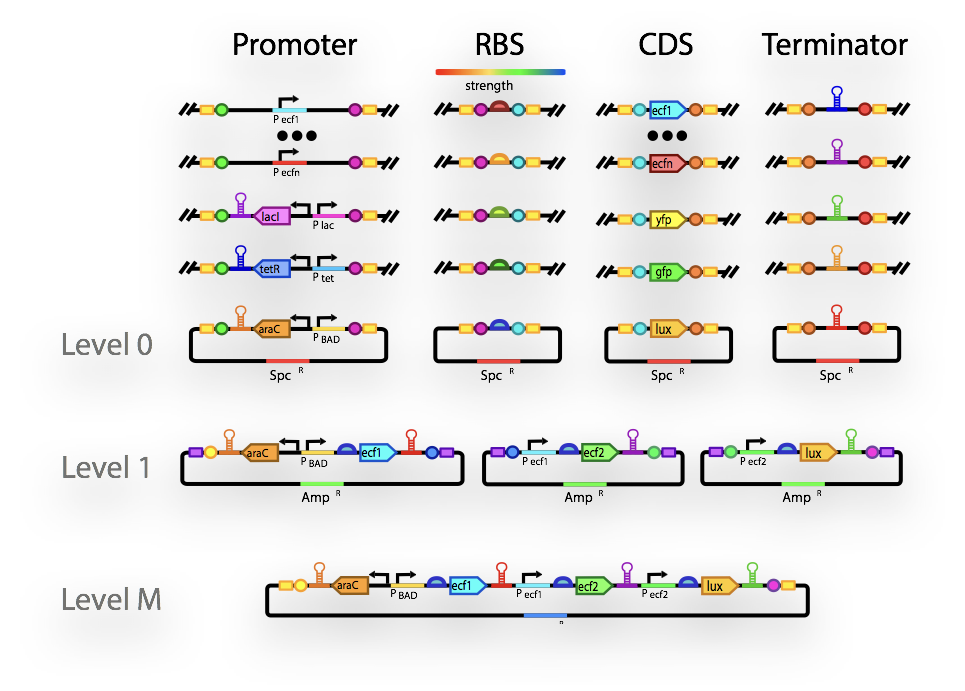 Promoter RBS CDS Terminator
strength
P ecf1 ecf1
P ecfn ecfn
lacI P lac yfp
tetR P tet gfp
araC P BAD lux
Level 0
Spc R Spc R Spc R Spc R
araC P BAD ecf1 P ecf1 ecf2 P ecf2 lux
Level 1
Amp R Amp R Amp R
araC P BAD ecf1 P ecf1 ecf2 P ecf2 lux
Level M